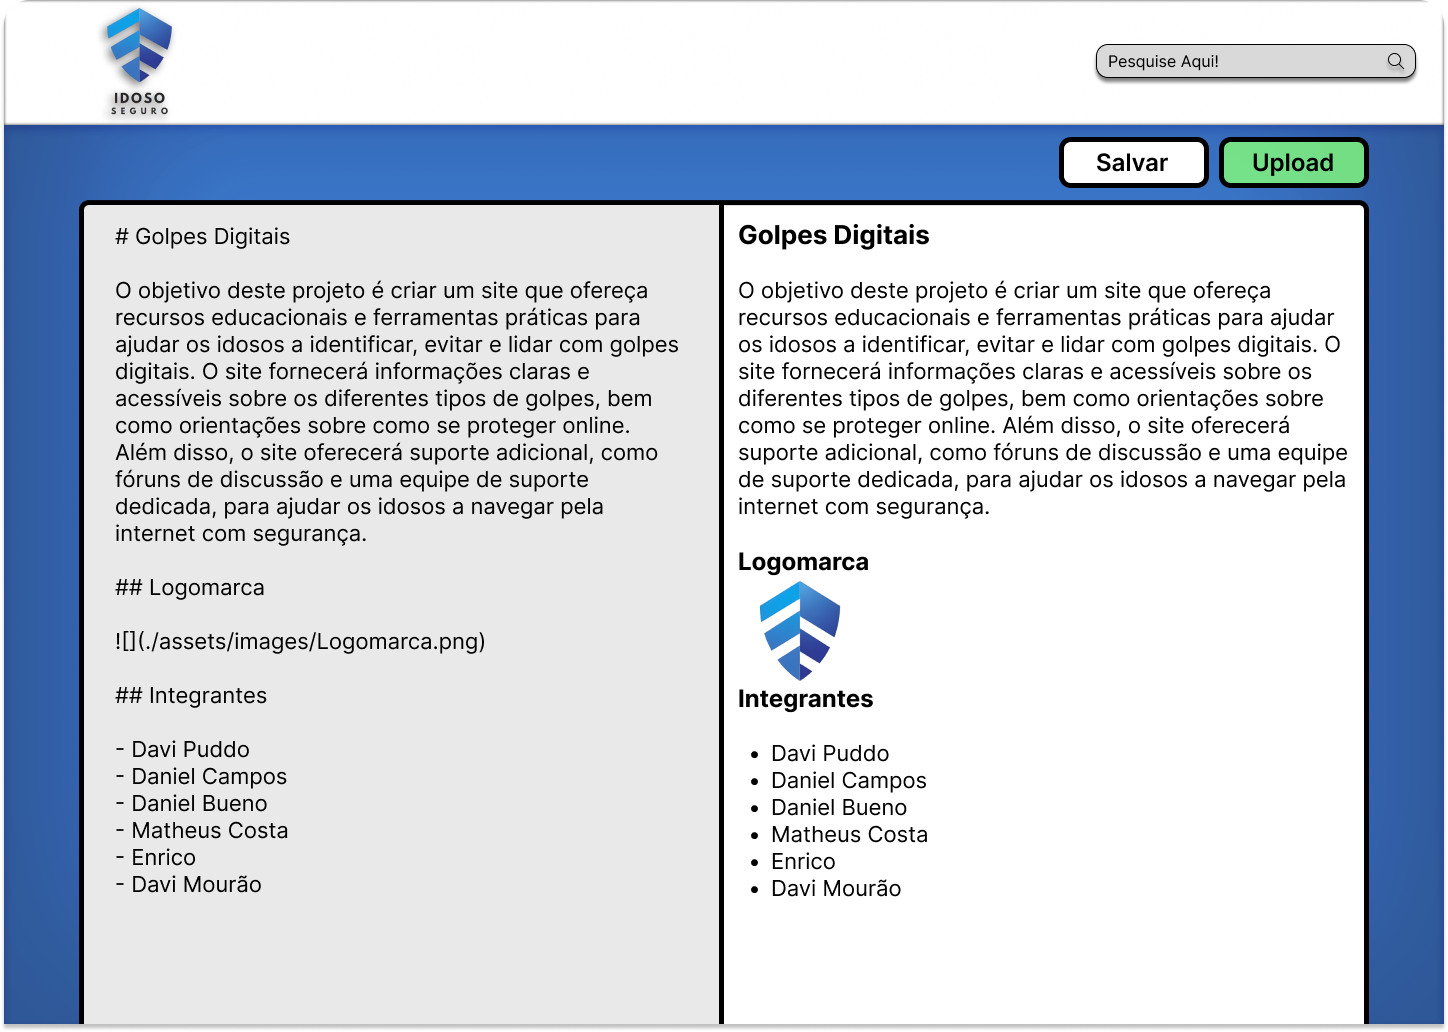 IDOSO
SEGURO
Pesquise Aqui!
Salvar
Upload
# Golpes Digitais
O objetivo deste projeto é criar um site que ofereça
recursos educacionais e ferramentas práticas para
ajudar os idosos a identificar, evitar e lidar com golpes
digitais. O site fornecerá informações claras e
acessíveis sobre os diferentes tipos de golpes, bem
como orientações sobre como se proteger online.
Além disso, o site oferecerá suporte adicional, como
fóruns de discussão e uma equipe de suporte
dedicada, para ajudar os idosos a navegar pela
internet com segurança.
## Logomarca
![](./assets/images/Logomarca.png)
## Integrantes
- Davi Puddo
- Daniel Campos
- Daniel Bueno
- Matheus Costa
- Enrico
- Davi Mourão
Golpes Digitais
O objetivo deste projeto é criar um site que ofereça
recursos educacionais e ferramentas práticas para ajudar
os idosos a identificar, evitar e lidar com golpes digitais. O
site fornecerá informações claras e acessíveis sobre os
diferentes tipos de golpes, bem como orientações sobre
como se proteger online. Além disso, o site oferecerá
suporte adicional, como fóruns de discussão e uma equipe
de suporte dedicada, para ajudar os idosos a navegar pela
internet com segurança.
Logomarca
Integrantes
• Davi Puddo
• Daniel Campos
• Daniel Bueno
• Matheus Costa
• Enrico
• Davi Mourão